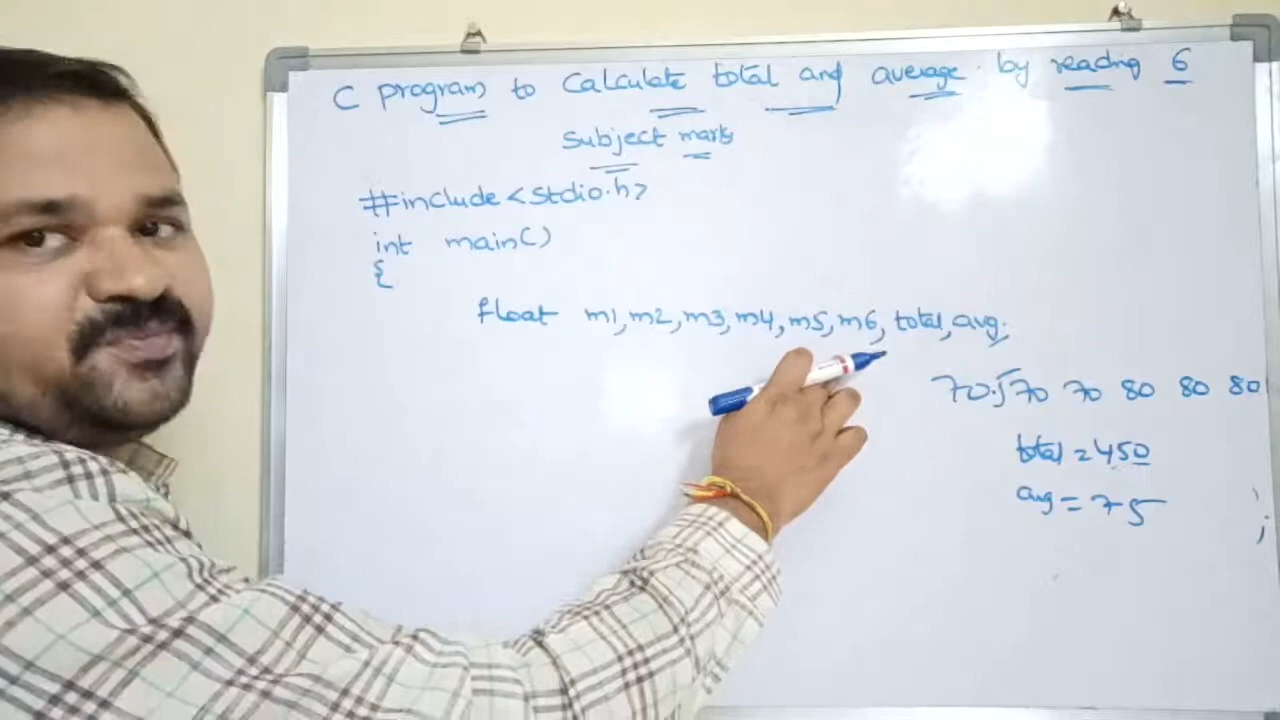 C program to Calculate total and average by reading 6
Subject marks
#include<stdio.h>
int main()
{
float m1,m2,m3,m4,m5,m6,total,avg;
70.5 70 70 80 80 80
total=450
avg=75
;